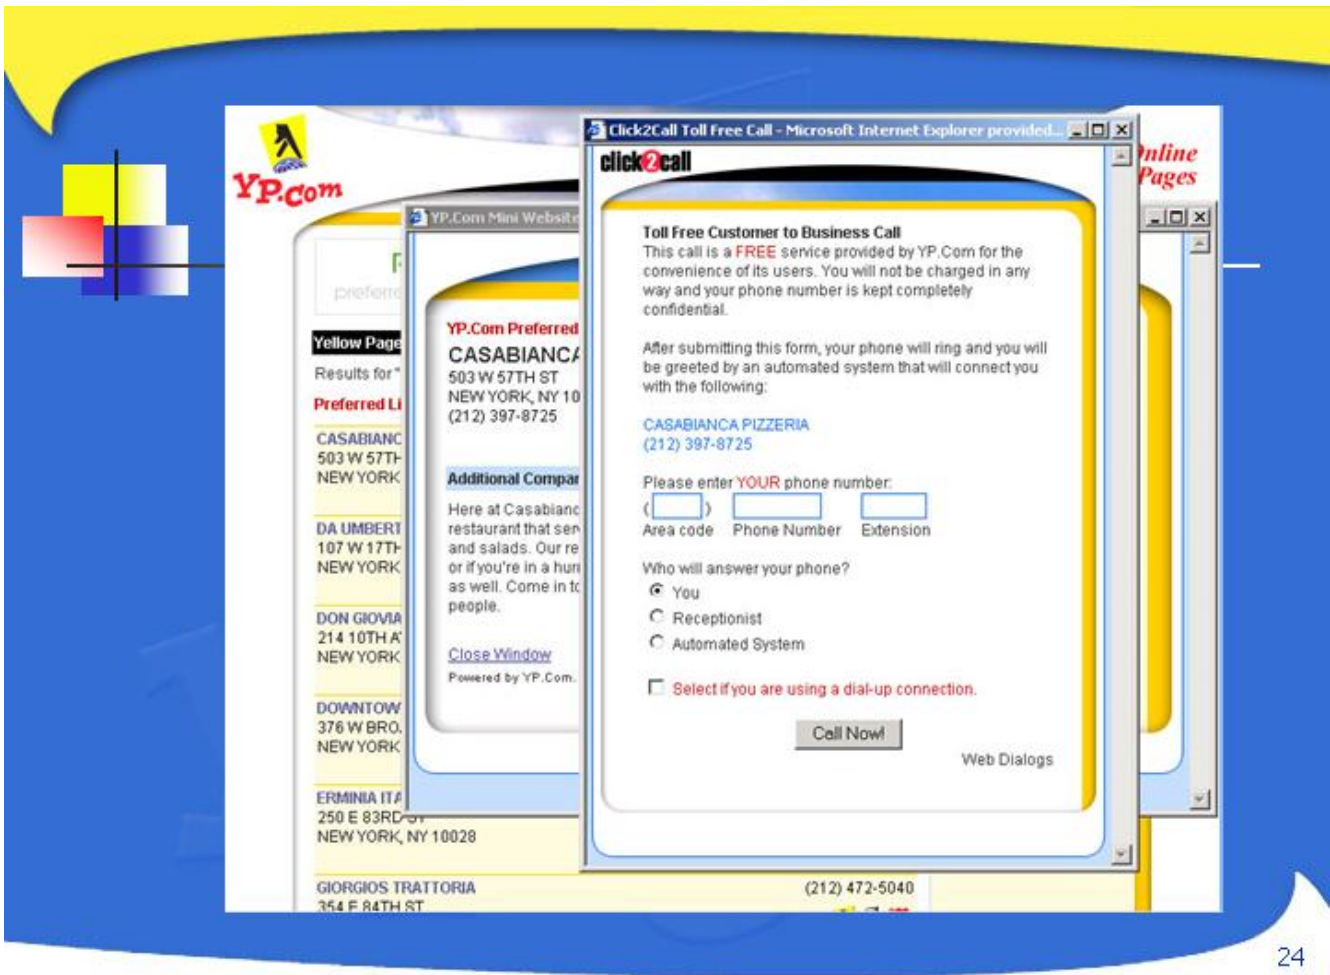 YP.Com
Online
Pages
Yellow Page
Results for "
Preferred Li
CASABIANC
503 W 57TH
NEW YORK
DA UMBERT
107 W 17TH
NEW YORK
DON GIOVIA
214 10TH A
NEW YORK
DOWNTOW
376 W BRO
NEW YORK
ERMINIA ITA
250 E 83RD ST
NEW YORK, NY 10028
GIORGIOS TRATTORIA (212) 472-5040
354 E 84TH ST
YP.Com Mini Website
YP.Com Preferred
CASABIANCA
503 W 57TH ST
NEW YORK, NY 10
(212) 397-8725
Additional Compan
Here at Casabianc
restaurant that ser
and salads. Our re
or if you're in a hur
as well. Come in to
people.
Close Window
Powered by YP.Com.
Click2Call Toll Free Call - Microsoft Internet Explorer provided...
click2call
Toll Free Customer to Business Call
This call is a FREE service provided by YP.Com for the
convenience of its users. You will not be charged in any
way and your phone number is kept completely
confidential.
After submitting this form, your phone will ring and you will
be greeted by an automated system that will connect you
with the following:
CASABIANCA PIZZERIA
(212) 397-8725
Please enter YOUR phone number:
( )
Area code Phone Number Extension
Who will answer your phone?
You
Receptionist
Automated System
Select if you are using a dial-up connection.
Call Now!
Web Dialogs
24